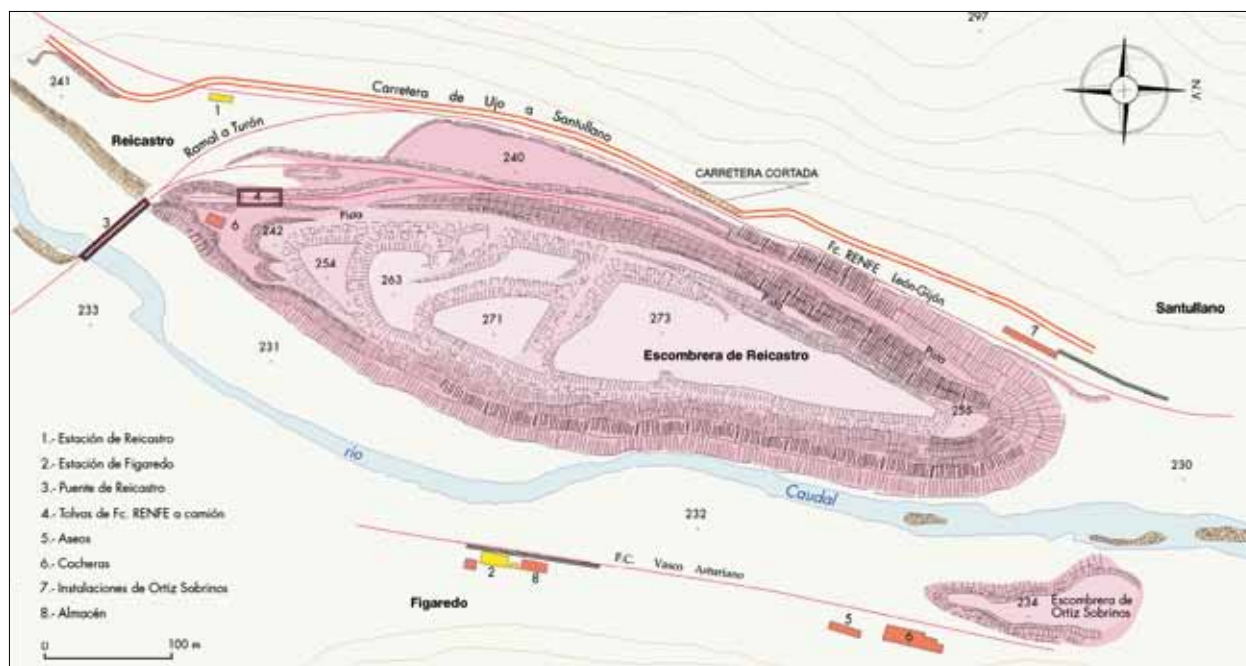 297
N.V.
241
1
Reicastro
Ramal a Turón
Carretera de Ujo a Santullano
240
CARRETERA CORTADA
4
3
6
242
Pista
254
263
271
273
Escombrera de Reicastro
Fc. RENFE León-Gijón
Pista
Pista
255
7
Santullano
233
231
230
río
Caudal
232
1.- Estación de Reicastro
2.- Estación de Figaredo
3.- Puente de Reicastro
4.- Tolvas de Fc. RENFE a camión
5.- Aseos
6.- Cocheras
7.- Instalaciones de Ortiz Sobrinos
8.- Almacén
0 100 m
2
8
F.C. Vasco Asturiano
Figaredo
5
6
234
Escombrera de
Ortiz Sobrinos